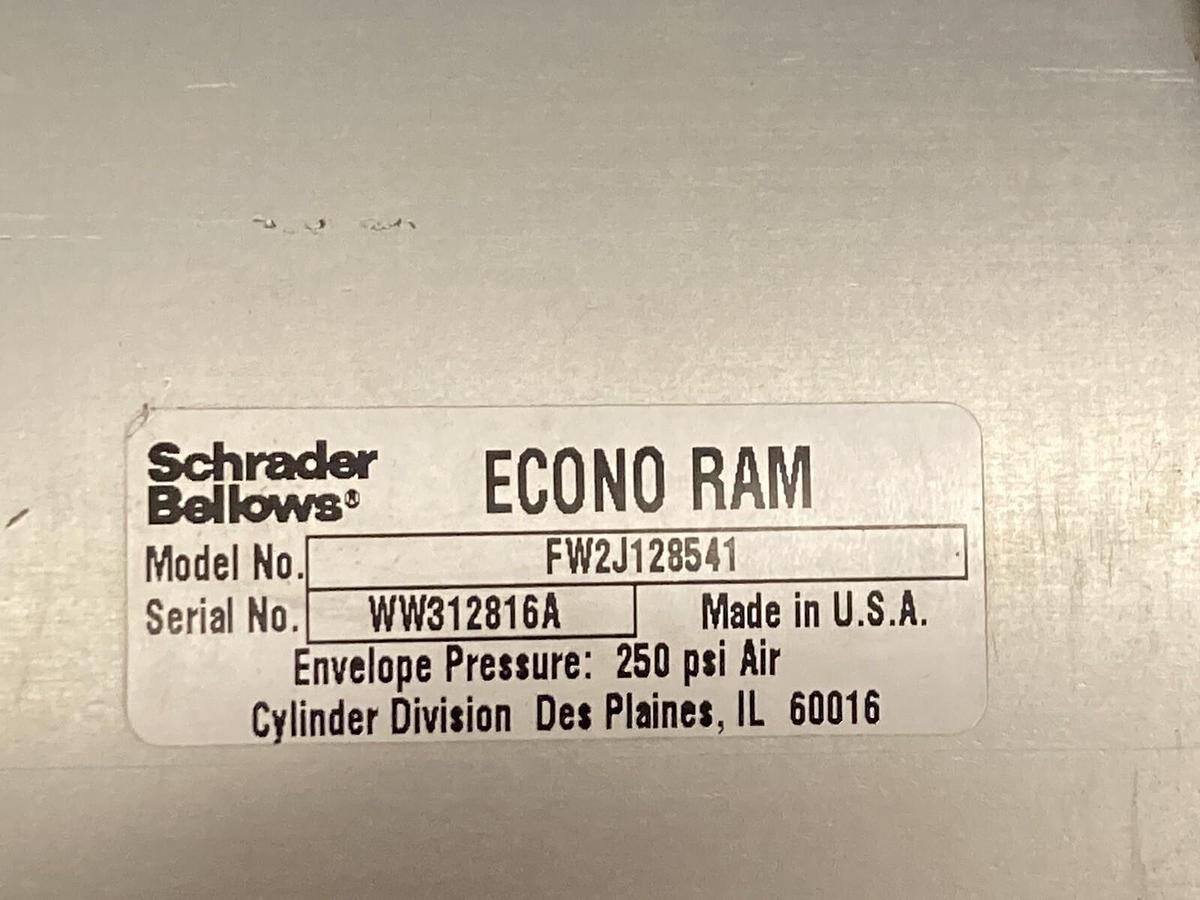 Schrader
Bellows®
ECONO RAM
Model No. FW2J128541
Serial No. WW312816A Made in U.S.A.
Envelope Pressure: 250 psi Air
Cylinder Division Des Plaines, IL 60016